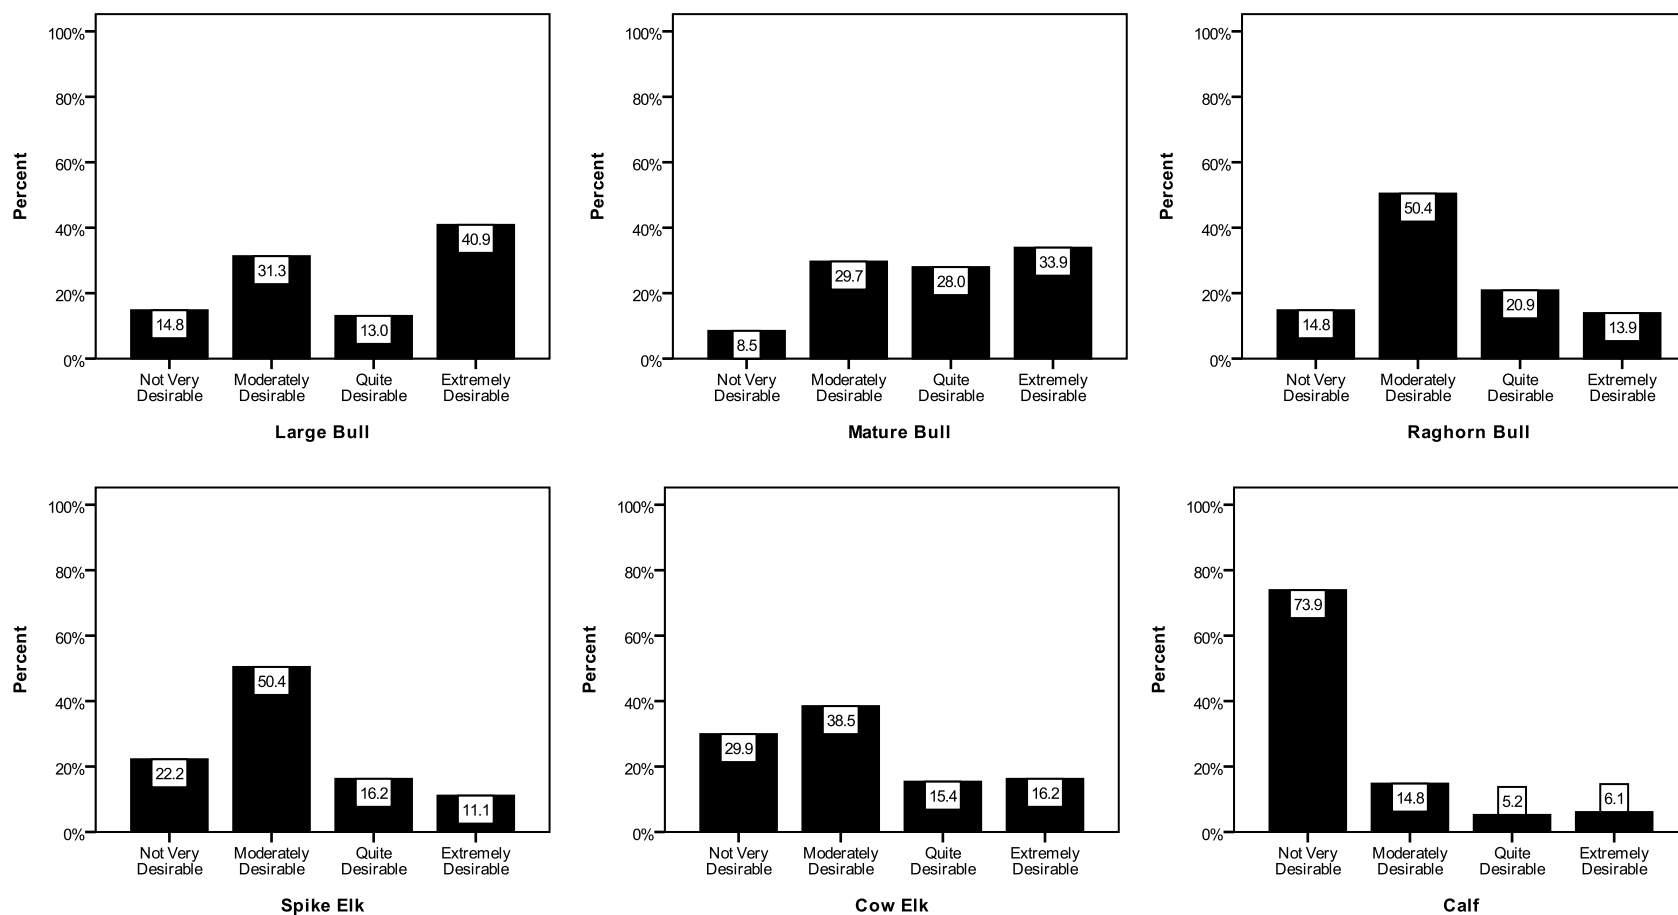 100%
80%
60%
40%
20%
0%
Percent
14.8
31.3
13.0
40.9
Not Very
Desirable
Moderately
Desirable
Quite
Desirable
Extremely
Desirable
Large Bull
100%
80%
60%
40%
20%
0%
Percent
8.5
29.7
28.0
33.9
Not Very
Desirable
Moderately
Desirable
Quite
Desirable
Extremely
Desirable
Mature Bull
100%
80%
60%
40%
20%
0%
Percent
14.8
50.4
20.9
13.9
Not Very
Desirable
Moderately
Desirable
Quite
Desirable
Extremely
Desirable
Raghorn Bull
100%
80%
60%
40%
20%
0%
Percent
22.2
50.4
16.2
11.1
Not Very
Desirable
Moderately
Desirable
Quite
Desirable
Extremely
Desirable
Spike Elk
100%
80%
60%
40%
20%
0%
Percent
29.9
38.5
15.4
16.2
Not Very
Desirable
Moderately
Desirable
Quite
Desirable
Extremely
Desirable
Cow Elk
100%
80%
60%
40%
20%
0%
Percent
73.9
14.8
5.2
6.1
Not Very
Desirable
Moderately
Desirable
Quite
Desirable
Extremely
Desirable
Calf